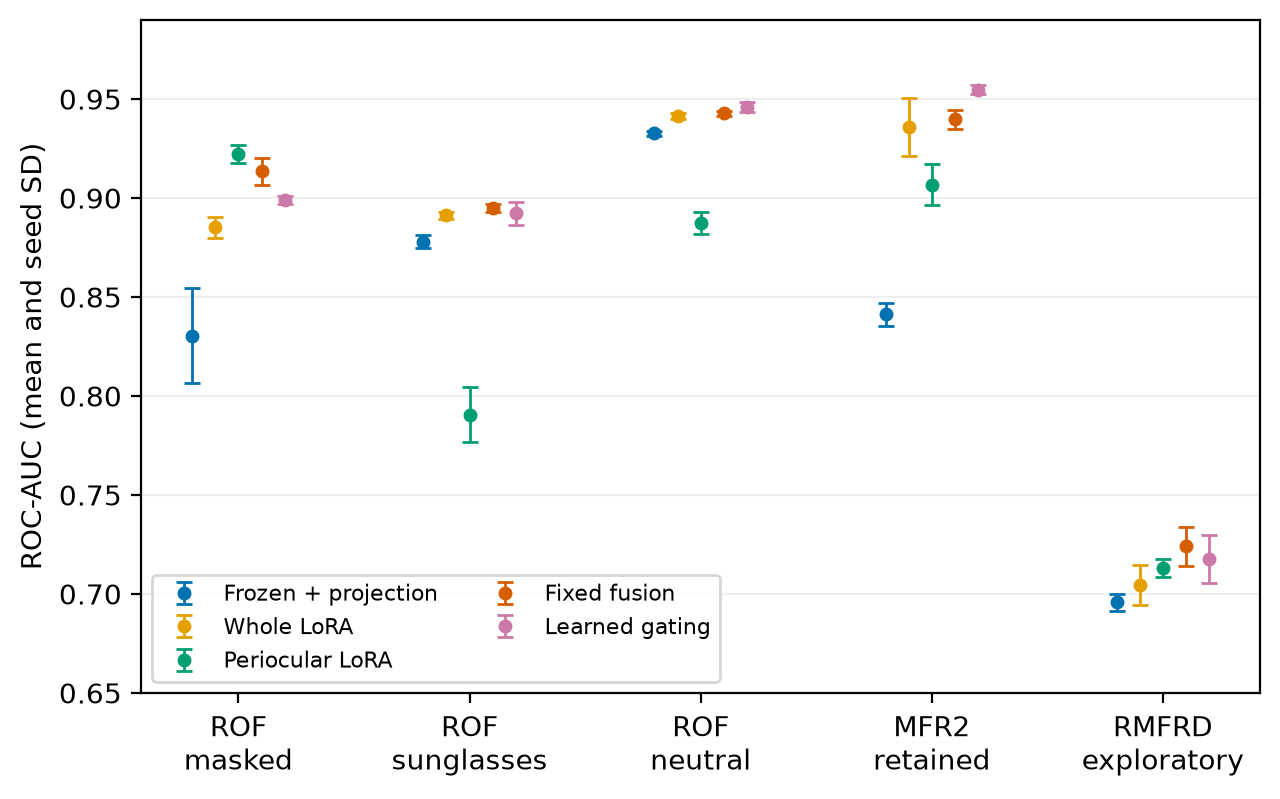 ROC-AUC (mean and seed SD)
0.95
0.90
0.85
0.80
0.75
0.70
0.65
Frozen + projection
Whole LoRA
Periocular LoRA
Fixed fusion
Learned gating
ROF
masked
ROF
sunglasses
ROF
neutral
MFR2
retained
RMFRD
exploratory